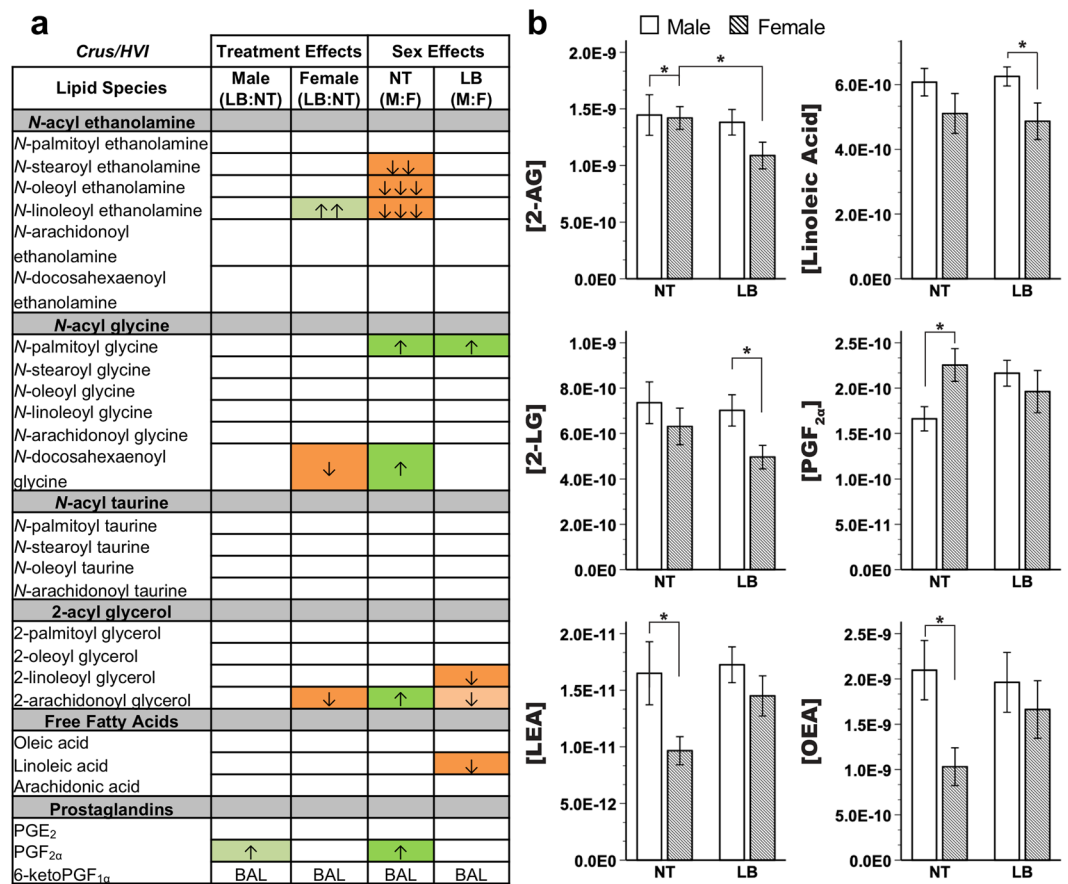 a
Crus/HVI Treatment Effects Sex Effects
Lipid Species Male (LB:NT) Female (LB:NT) NT (M:F) LB (M:F)
N-acyl ethanolamine
N-palmitoyl ethanolamine
N-stearoyl ethanolamine ↓↓
N-oleoyl ethanolamine ↓↓↓
N-linoleoyl ethanolamine ↑↑ ↓↓↓
N-arachidonoyl
ethanolamine
N-docosahexaenoyl
ethanolamine
N-acyl glycine
N-palmitoyl glycine ↑ ↑
N-stearoyl glycine
N-oleoyl glycine
N-linoleoyl glycine
N-arachidonoyl glycine
N-docosahexaenoyl
glycine ↓ ↑
N-acyl taurine
N-palmitoyl taurine
N-stearoyl taurine
N-oleoyl taurine
N-arachidonoyl taurine
2-acyl glycerol
2-palmitoyl glycerol
2-oleoyl glycerol
2-linoleoyl glycerol ↓
2-arachidonoyl glycerol ↓ ↑ ↓
Free Fatty Acids
Oleic acid
Linoleic acid ↓
Arachidonic acid
Prostaglandins
PGE2
PGF2α ↑ ↑
6-ketoPGF1α BAL BAL BAL BAL
b
Male Female
[2-AG]
2.0E-9
1.5E-9
1.0E-9
5.0E-10
0.0E0
* *
NT LB
[Linoleic Acid]
6.0E-10
4.0E-10
2.0E-10
0.0E0
*
NT LB
[2-LG]
1.0E-9
8.0E-10
6.0E-10
4.0E-10
2.0E-10
0.0E0
*
NT LB
[PGF2α]
2.5E-10
2.0E-10
1.5E-10
1.0E-10
5.0E-11
0.0E0
*
NT LB
[LEA]
2.0E-11
1.5E-11
1.0E-11
5.0E-12
0.0E0
*
NT LB
[OEA]
2.5E-9
2.0E-9
1.5E-9
1.0E-9
5.0E-10
0.0E0
*
NT LB